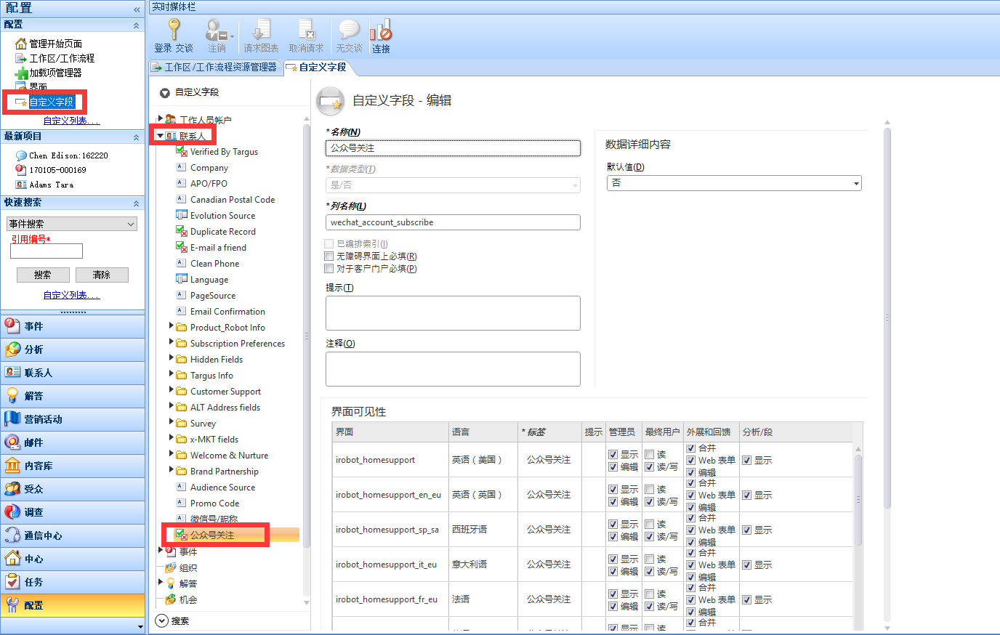 配置
«
配置
管理开始页面
工作区/工作流程
加载项管理器
界面
自定义字段
自定义列表...
最新项目
Chen Edison:162220
170105-000169
Adams Tara
快速搜索
事件搜索
引用编号*
搜索
清除
自定义列表...
事件
分析
联系人
解答
营销活动
邮件
内容库
受众
调查
通信中心
中心
任务
配置
实时媒体栏
登录 交谈
注销
请求图表
取消请求
无交谈
连接
工作区/工作流程资源管理器
自定义字段
自定义字段
工作人员帐户
联系人
Verified By Targus
Company
APO/FPO
Canadian Postal Code
Evolution Source
Duplicate Record
E-mail a friend
Clean Phone
Language
PageSource
Email Confirmation
Product_Robot Info
Subscription Preferences
Hidden Fields
Targus Info
Customer Support
ALT Address fields
Survey
x-MKT fields
Welcome & Nurture
Brand Partnership
Audience Source
Promo Code
微信号/昵称
公众号关注
事件
组织
解答
机会
搜索
自定义字段 - 编辑
*名称(N)
公众号关注
*数据类型(T)
是/否
*列名称(L)
wechat_account_subscribe
已编排索引(I)
无障碍界面上必填(R)
对于客户门户必填(P)
提示(T)
注释(O)
数据详细内容
默认值(D)
否
界面可见性
界面 语言 *标签 提示 管理员 最终用户 外展和回馈 分析/段
irobot_homesupport 英语（美国） 公众号关注 显示 编辑 读 读/写 合并 Web 表单 编辑 显示
irobot_homesupport_en_eu 英语（英国） 公众号关注 显示 编辑 读 读/写 合并 Web 表单 编辑 显示
irobot_homesupport_sp_sa 西班牙语 公众号关注 显示 编辑 读 读/写 合并 Web 表单 编辑 显示
irobot_homesupport_it_eu 意大利语 公众号关注 显示 编辑 读 读/写 合并 Web 表单 编辑 显示
irobot_homesupport_fr_eu 法语 公众号关注 显示 编辑 读 读/写 合并 Web 表单 编辑 显示
显示 读 合并